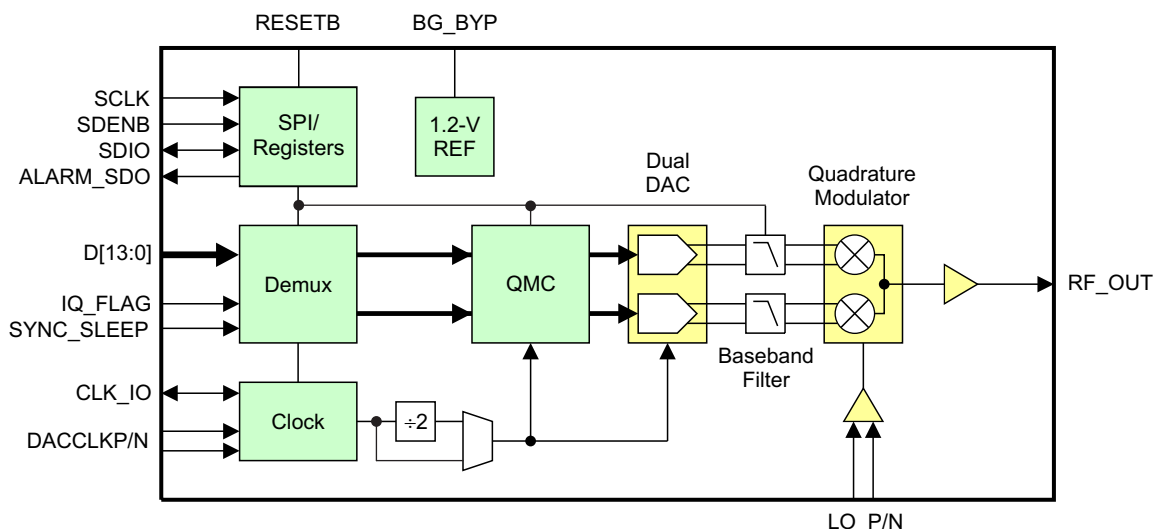 RESETB
BG_BYP
SCLK
SDENB
SDIO
ALARM_SDO
SPI/
Registers
1.2-V
REF
Dual
DAC
Quadrature
Modulator
D[13:0]
IQ_FLAG
SYNC_SLEEP
Demux
QMC
RF_OUT
Baseband
Filter
CLK_IO
DACCLKP/N
Clock
÷2
LO_P/N